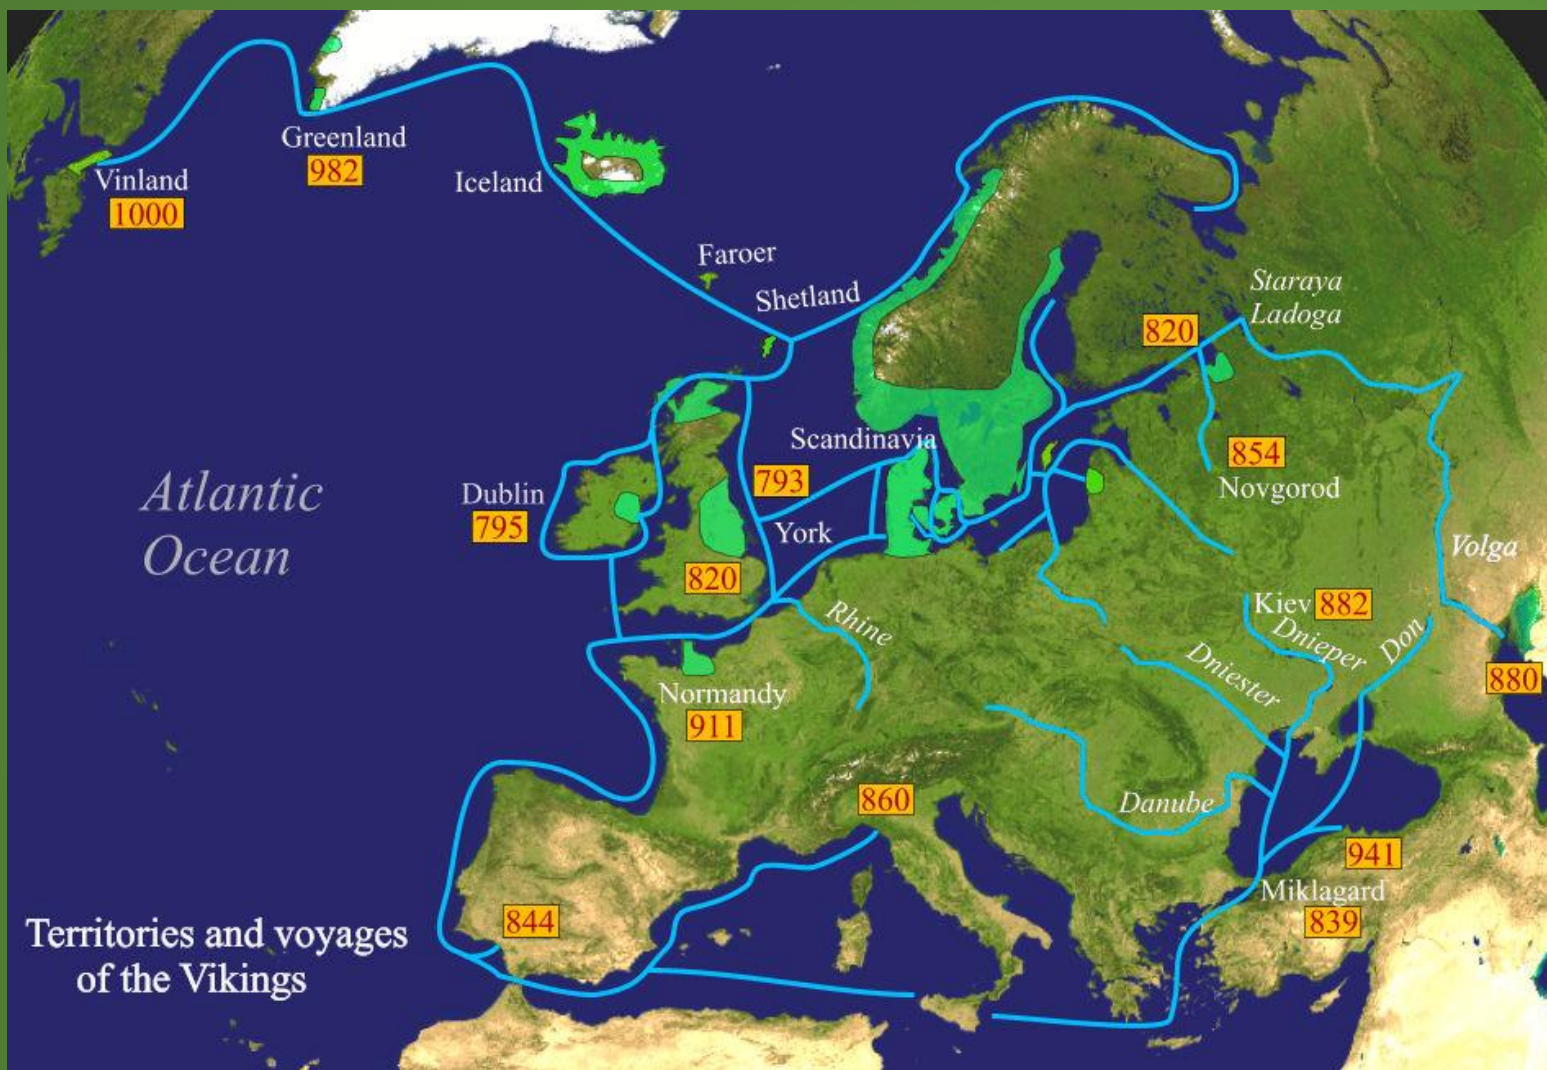 Greenland
982
Vinland
1000
Iceland
Faroer
Shetland
Staraya
Ladoga
820
Scandinavia
793
854
Novgorod
Dublin
795
York
820
Atlantic
Ocean
Volga
Kiev 882
Rhine
Dnieper
Don
Dniester
880
Normandy
911
Danube
860
941
Miklagard
839
844
Territories and voyages
of the Vikings